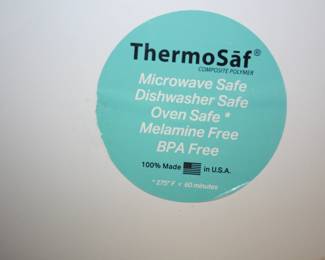 ThermoSāf®
COMPOSITE POLYMER
Microwave Safe
Dishwasher Safe
Oven Safe *
Melamine Free
BPA Free
100% Made in U.S.A.
* 275° F < 60 minutes